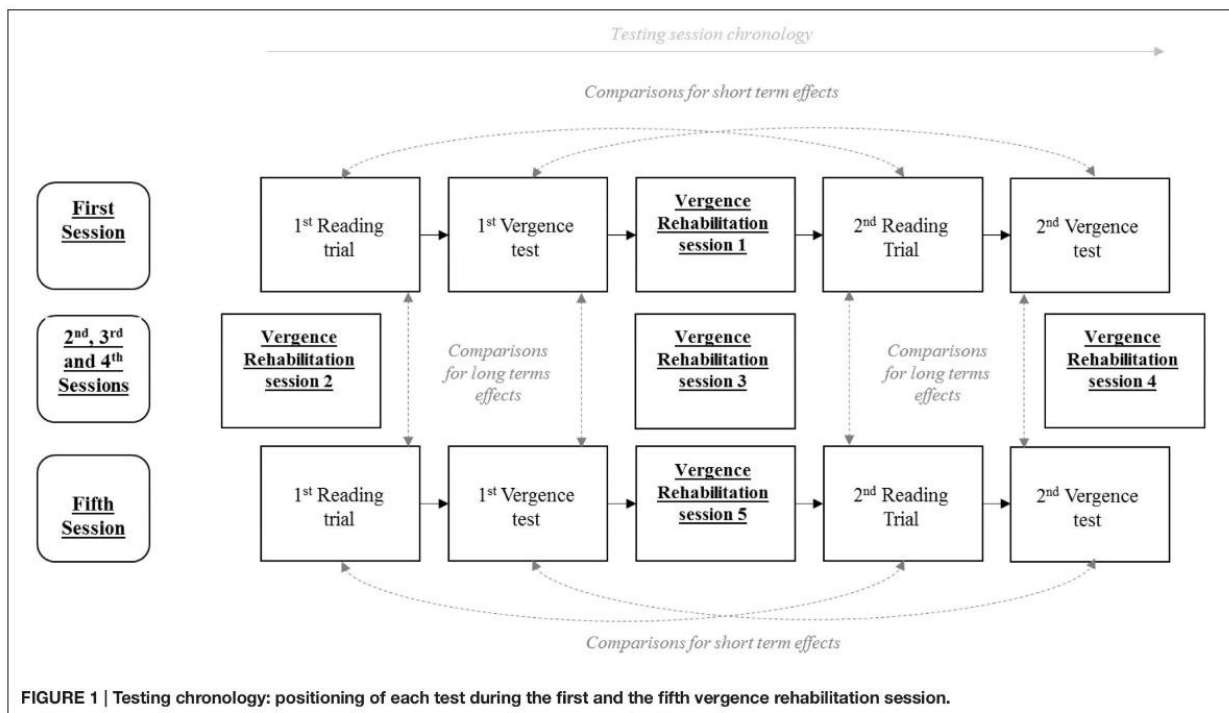 Testing session chronology
Comparisons for short term effects
First
Session
1st Reading
trial
1st Vergence
test
Vergence
Rehabilitation
session 1
2nd Reading
Trial
2nd Vergence
test
2nd, 3rd
and 4th
Sessions
Vergence
Rehabilitation
session 2
Comparisons
for long terms
effects
Vergence
Rehabilitation
session 3
Comparisons
for long terms
effects
Vergence
Rehabilitation
session 4
Fifth
Session
1st Reading
trial
1st Vergence
test
Vergence
Rehabilitation
session 5
2nd Reading
Trial
2nd Vergence
test
Comparisons for short term effects
FIGURE 1 | Testing chronology: positioning of each test during the first and the fifth vergence rehabilitation session.